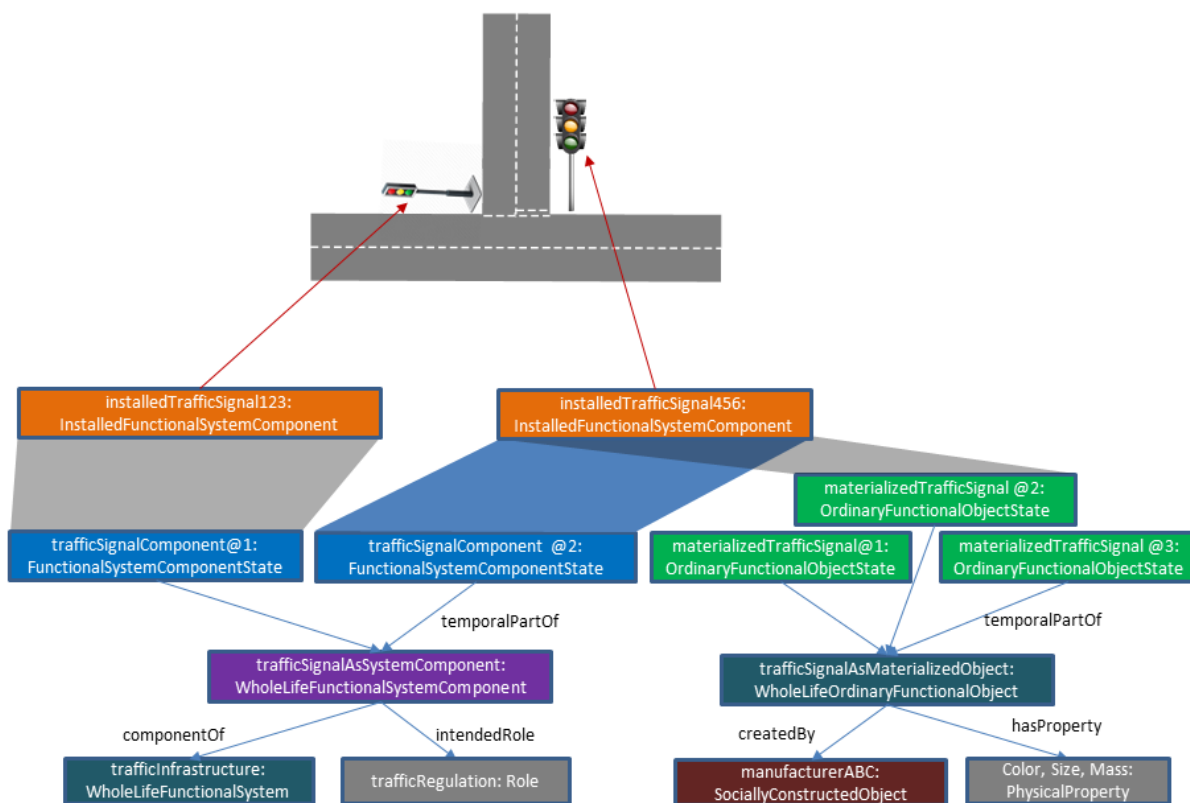 installedTrafficSignal123:
InstalledFunctionalSystemComponent
installedTrafficSignal456:
InstalledFunctionalSystemComponent
materializedTrafficSignal @2:
OrdinaryFunctionalObjectState
trafficSignalComponent@1:
FunctionalSystemComponentState
trafficSignalComponent @2:
FunctionalSystemComponentState
materializedTrafficSignal@1:
OrdinaryFunctionalObjectState
materializedTrafficSignal @3:
OrdinaryFunctionalObjectState
temporalPartOf
temporalPartOf
trafficSignalAsSystemComponent:
WholeLifeFunctionalSystemComponent
trafficSignalAsMaterializedObject:
WholeLifeOrdinaryFunctionalObject
componentOf
intendedRole
createdBy
hasProperty
trafficInfrastructure:
WholeLifeFunctionalSystem
trafficRegulation: Role
manufacturerABC:
SociallyConstructedObject
Color, Size, Mass:
PhysicalProperty